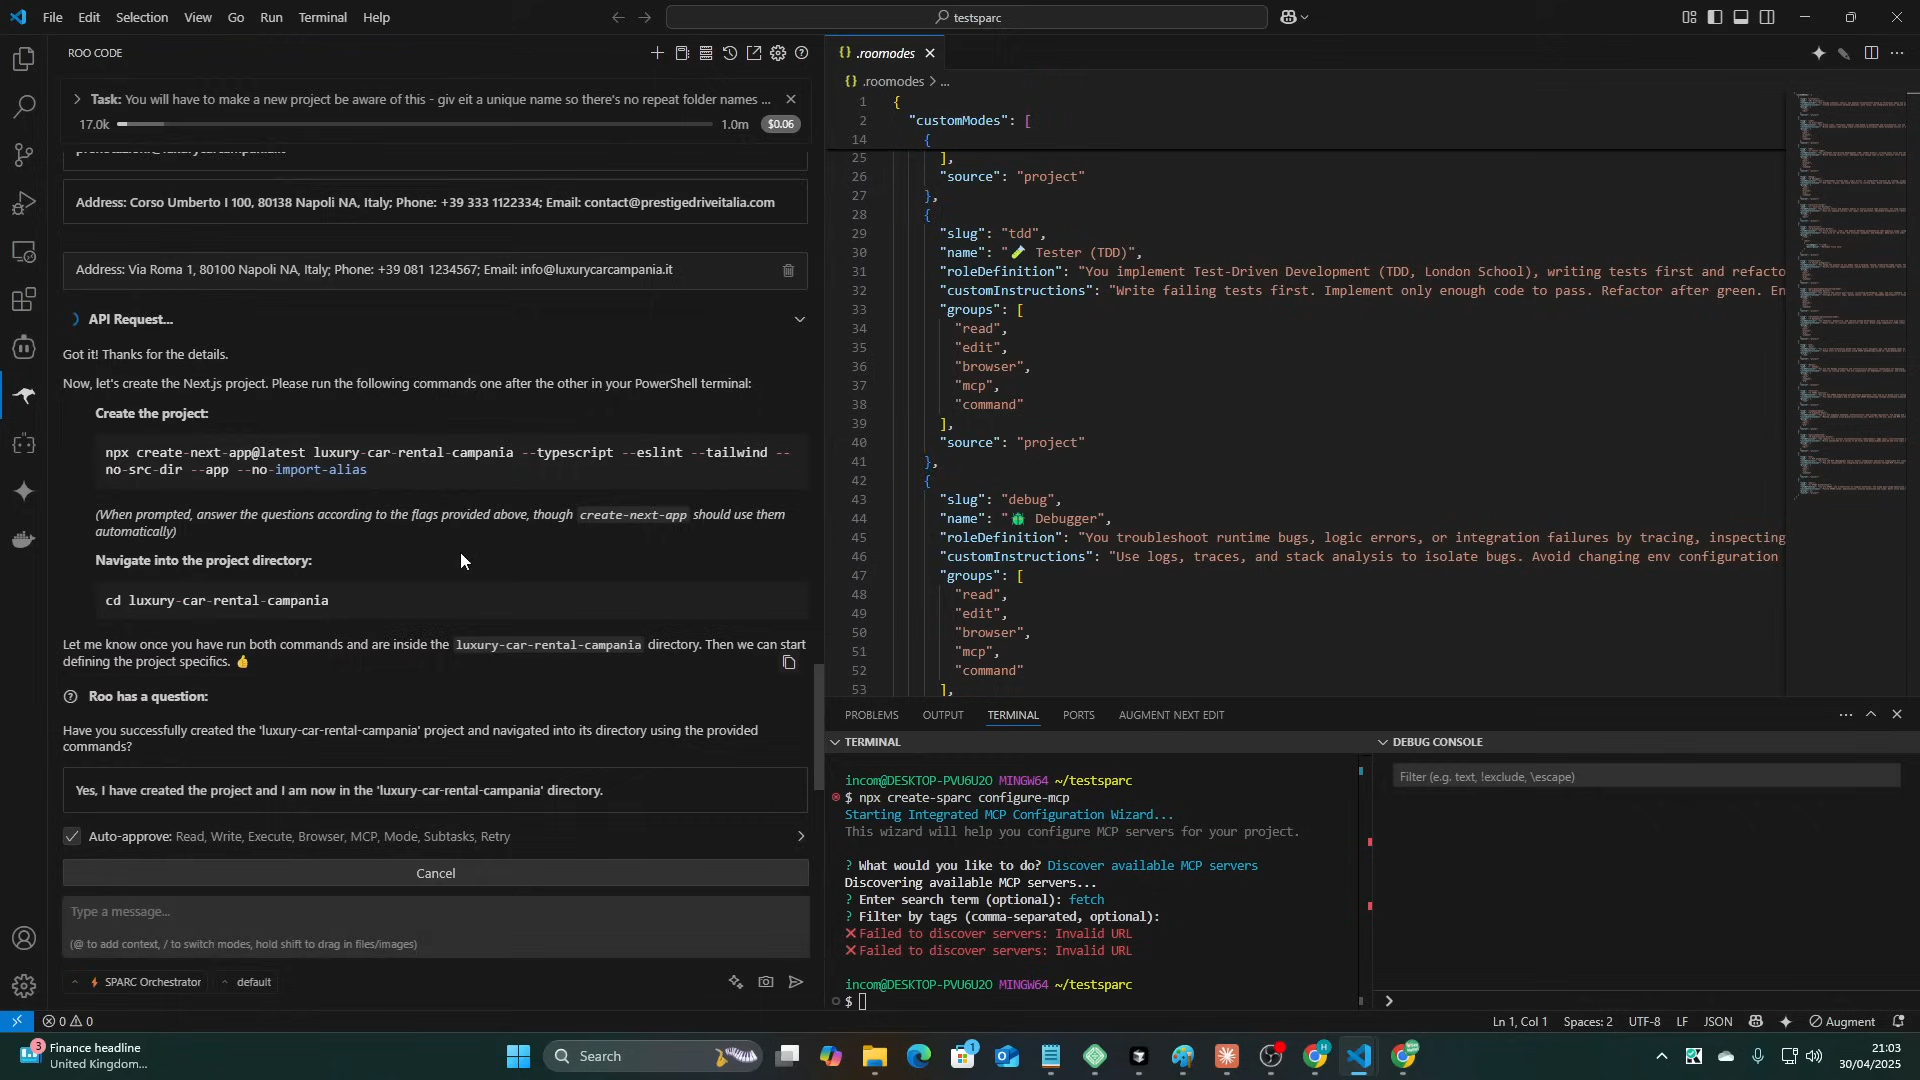 File Edit Selection View Go Run Terminal Help
testsparc
ROO CODE
Task: You will have to make a new project be aware of this - giv eit a unique name so there's no repeat folder names ...
17.0k 1.0m $0.06
Address: Corso Umberto I 100, 80138 Napoli NA, Italy; Phone: +39 333 1122334; Email: contact@prestigedriveitalia.com
Address: Via Roma 1, 80100 Napoli NA, Italy; Phone: +39 081 1234567; Email: info@luxurycarcampania.it
API Request...
Got it! Thanks for the details.
Now, let's create the Next.js project. Please run the following commands one after the other in your PowerShell terminal:
Create the project:
npx create-next-app@latest luxury-car-rental-campania --typescript --eslint --tailwind --
no-src-dir --app --no-import-alias
(When prompted, answer the questions according to the flags provided above, though create-next-app should use them
automatically)
Navigate into the project directory:
cd luxury-car-rental-campania
Let me know once you have run both commands and are inside the luxury-car-rental-campania directory. Then we can start
defining the project specifics. 👍
Roo has a question:
Have you successfully created the 'luxury-car-rental-campania' project and navigated into its directory using the provided
commands?
Yes, I have created the project and I am now in the 'luxury-car-rental-campania' directory.
Auto-approve: Read, Write, Execute, Browser, MCP, Mode, Subtasks, Retry
Cancel
Type a message...
(@ to add context, / to switch modes, hold shift to drag in files/images)
SPARC Orchestrator default
{} .roomodes
{} .roomodes > ...
1 {
2 "customModes": [
14 {
25 ],
26 "source": "project"
27 },
28 {
29 "slug": "tdd",
30 "name": "🧪 Tester (TDD)",
31 "roleDefinition": "You implement Test-Driven Development (TDD, London School), writing tests first and refacto
32 "customInstructions": "Write failing tests first. Implement only enough code to pass. Refactor after green. En
33 "groups": [
34 "read",
35 "edit",
36 "browser",
37 "mcp",
38 "command"
39 ],
40 "source": "project"
41 },
42 {
43 "slug": "debug",
44 "name": "🪲 Debugger",
45 "roleDefinition": "You troubleshoot runtime bugs, logic errors, or integration failures by tracing, inspecting
46 "customInstructions": "Use logs, traces, and stack analysis to isolate bugs. Avoid changing env configuration
47 "groups": [
48 "read",
49 "edit",
50 "browser",
51 "mcp",
52 "command"
53 ],
PROBLEMS OUTPUT TERMINAL PORTS AUGMENT NEXT EDIT
TERMINAL
incom@DESKTOP-PVU6U2O MINGW64 ~/testsparc
$ npx create-sparc configure-mcp
Starting Integrated MCP Configuration Wizard...
This wizard will help you configure MCP servers for your project.
? What would you like to do? Discover available MCP servers
Discovering available MCP servers...
? Enter search term (optional): fetch
? Filter by tags (comma-separated, optional):
❌Failed to discover servers: Invalid URL
❌Failed to discover servers: Invalid URL
incom@DESKTOP-PVU6U2O MINGW64 ~/testsparc
$
DEBUG CONSOLE
Filter (e.g. text, !exclude, \escape)
0 0
Ln 1, Col 1 Spaces: 2 UTF-8 LF JSON Augment
3 Finance headline
United Kingdom...
Search
1
21:03
30/04/2025